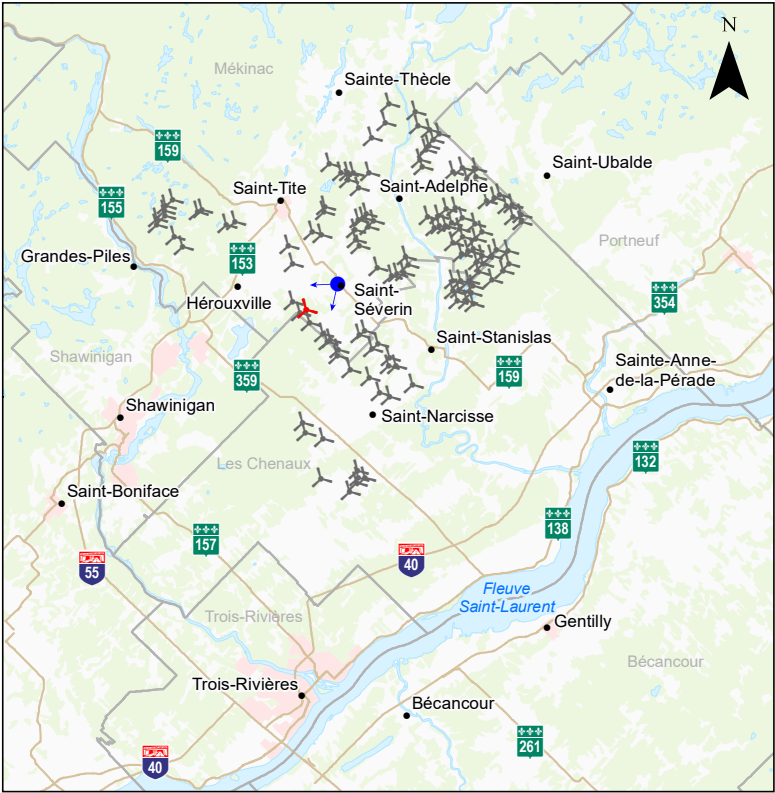 N
Mékinac
Sainte-Thècle
159
Saint-Ubalde
Saint-Tite
Saint-Adelphe
155
Portneuf
Grandes-Piles
153
Hérouxville
Saint-
Séverin
354
Saint-Stanislas
Shawinigan
359
159
Sainte-Anne-
de-la-Pérade
Shawinigan
Saint-Narcisse
Les Chenaux
132
Saint-Boniface
138
157
40
55
Fleuve
Saint-Laurent
Trois-Rivières
Gentilly
Bécancour
Trois-Rivières
Bécancour
261
40